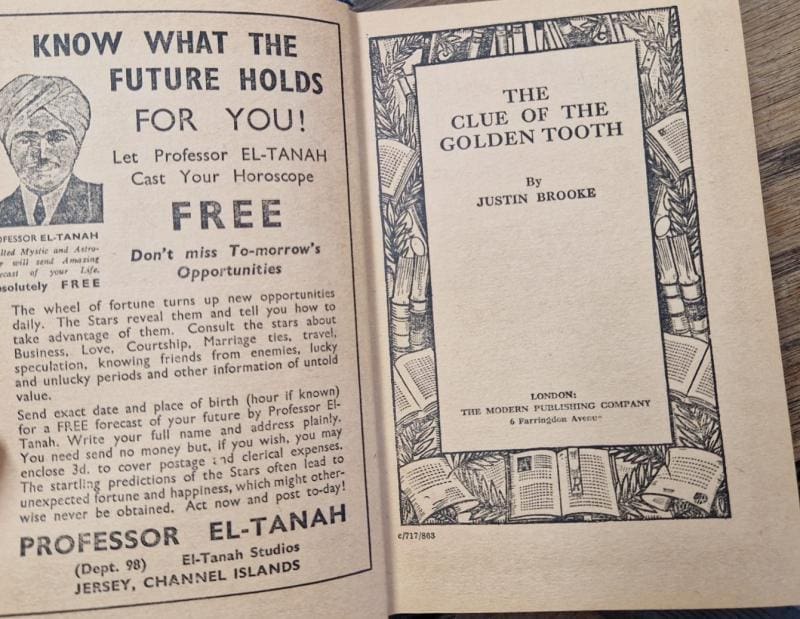 KNOW WHAT THE
FUTURE HOLDS
FOR YOU!
Let Professor EL-TANAH
Cast Your Horoscope
FREE
Don't miss To-morrow's
Opportunities
EL-TANAH
Mystic and Astro-
will send Amazing
of your Life.
FREE
The wheel of fortune turns up new opportunities
daily. The Stars reveal them and tell you how to
take advantage of them. Consult the stars about
Business, Love, Courtship, Marriage ties, travel,
speculation, knowing friends from enemies, lucky
and unlucky periods and other information of untold
value.
Send exact date and place of birth (hour if known)
for a FREE forecast of your future by Professor El-
Tanah. Write your full name and address plainly.
You need send no money but, if you wish, you may
enclose 3d. to cover postage and clerical expenses.
The startling predictions of the Stars often lead to
unexpected fortune and happiness, which might other-
wise never be obtained. Act now and post to-day!
PROFESSOR EL-TANAH
(Dept. 98) El-Tanah Studios
JERSEY, CHANNEL ISLANDS
THE
CLUE OF THE
GOLDEN TOOTH
By
JUSTIN BROOKE
LONDON:
THE MODERN PUBLISHING COMPANY
6 Farringdon Avenue
c/717/863